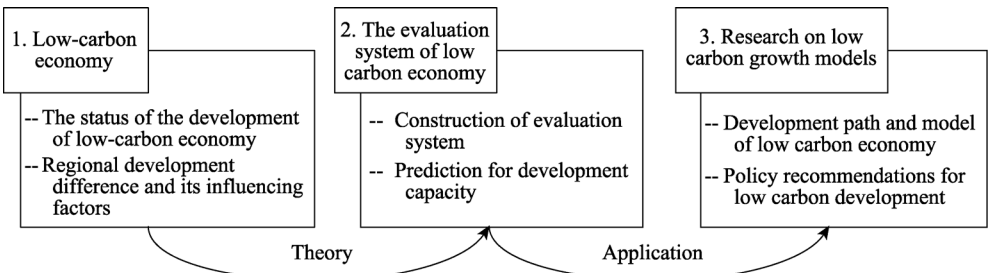 1. Low-carbon
economy
-- The status of the development
of low-carbon economy
-- Regional development
difference and its influencing
factors
2. The evaluation
system of low
carbon economy
-- Construction of evaluation
system
-- Prediction for development
capacity
3. Research on low
carbon growth models
-- Development path and model
of low carbon economy
-- Policy recommendations for
low carbon development
Theory
Application